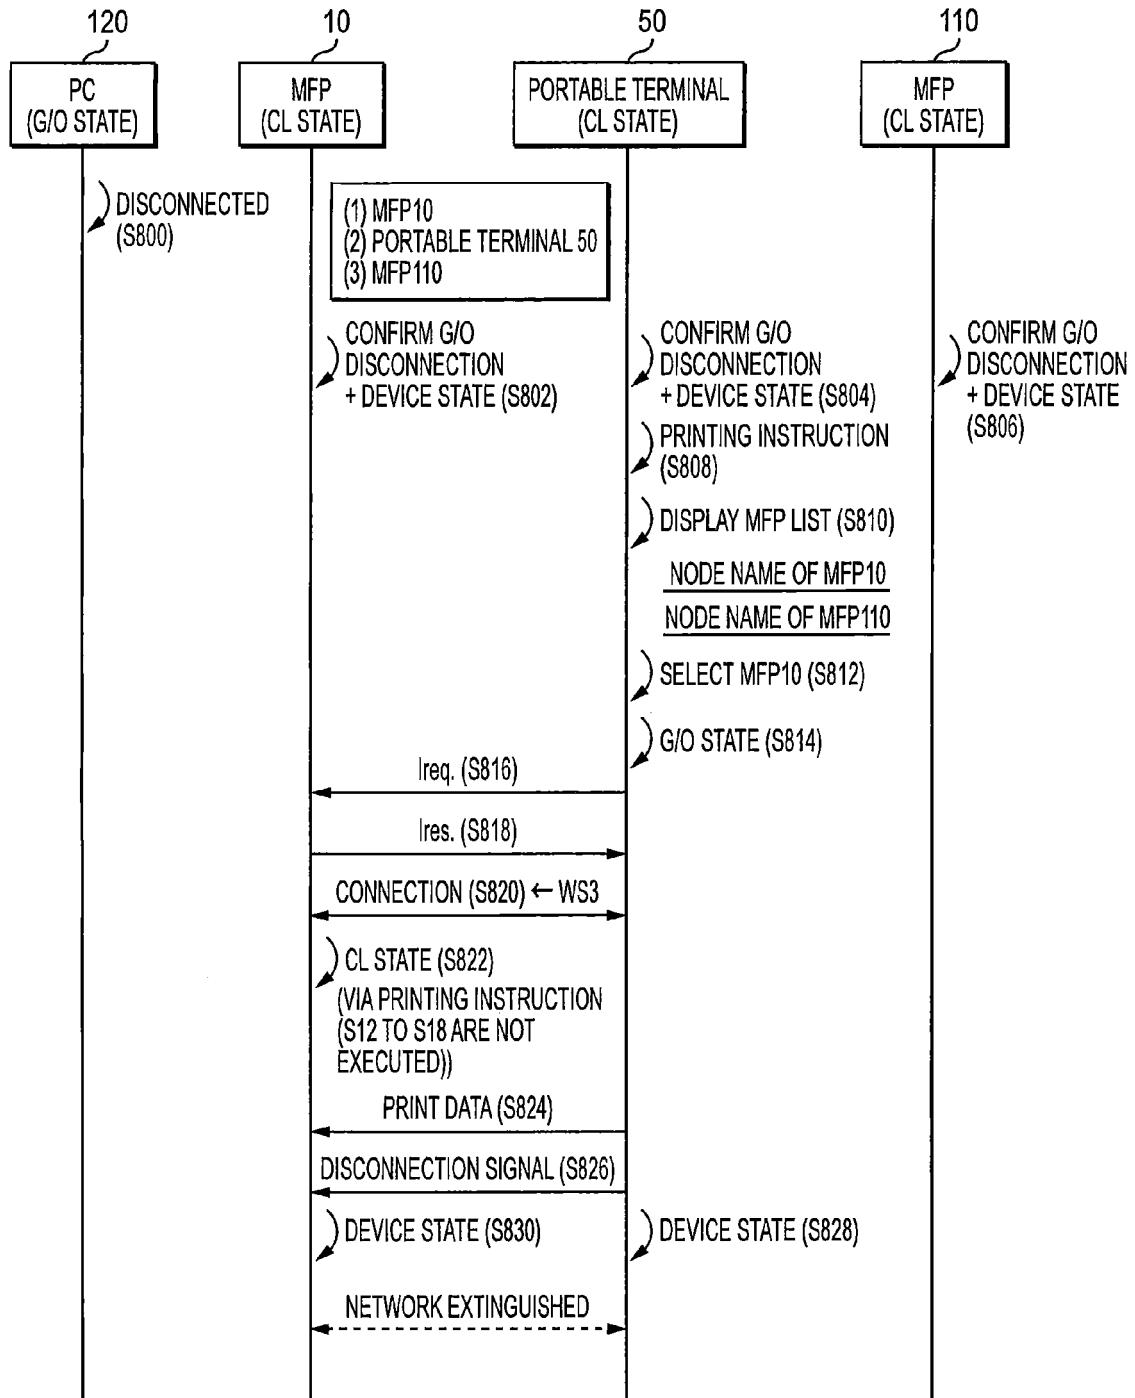 120
10
50
110
PC
(G/O STATE)
MFP
(CL STATE)
PORTABLE TERMINAL
(CL STATE)
MFP
(CL STATE)
DISCONNECTED
(S800)
(1) MFP10
(2) PORTABLE TERMINAL 50
(3) MFP110
CONFIRM G/O
DISCONNECTION
+ DEVICE STATE (S802)
CONFIRM G/O
DISCONNECTION
+ DEVICE STATE (S804)
CONFIRM G/O
DISCONNECTION
+ DEVICE STATE
(S806)
PRINTING INSTRUCTION
(S808)
DISPLAY MFP LIST (S810)
NODE NAME OF MFP10
NODE NAME OF MFP110
SELECT MFP10 (S812)
G/O STATE (S814)
Ireq. (S816)
Ires. (S818)
CONNECTION (S820) ← WS3
CL STATE (S822)
(VIA PRINTING INSTRUCTION
(S12 TO S18 ARE NOT
EXECUTED))
PRINT DATA (S824)
DISCONNECTION SIGNAL (S826)
DEVICE STATE (S830)
DEVICE STATE (S828)
NETWORK EXTINGUISHED